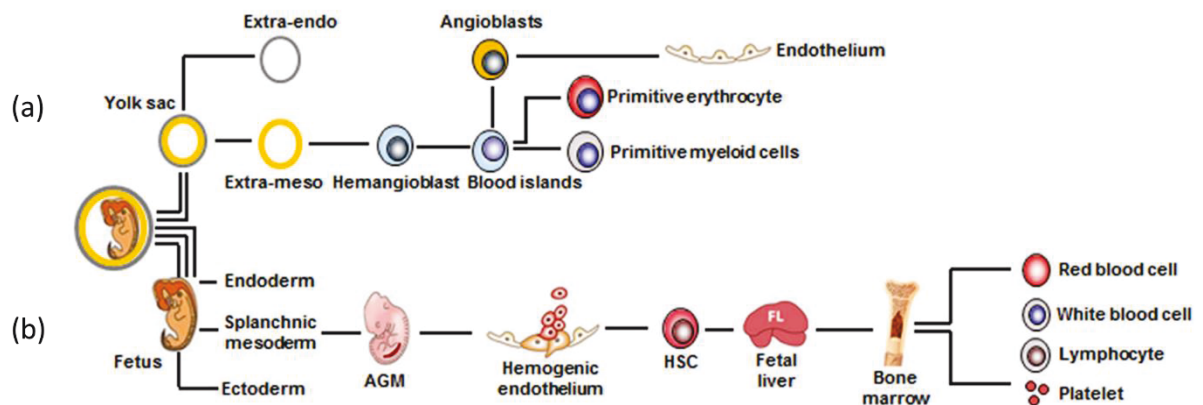 Extra-endo
Angioblasts
Endothelium
(a)
Yolk sac
Primitive erythrocyte
Primitive myeloid cells
Extra-meso
Hemangioblast
Blood islands
Endoderm
Red blood cell
(b)
Splanchnic
mesoderm
FL
White blood cell
Fetus
AGM
Hemogenic
endothelium
HSC
Fetal
liver
Bone
marrow
Lymphocyte
Ectoderm
Platelet